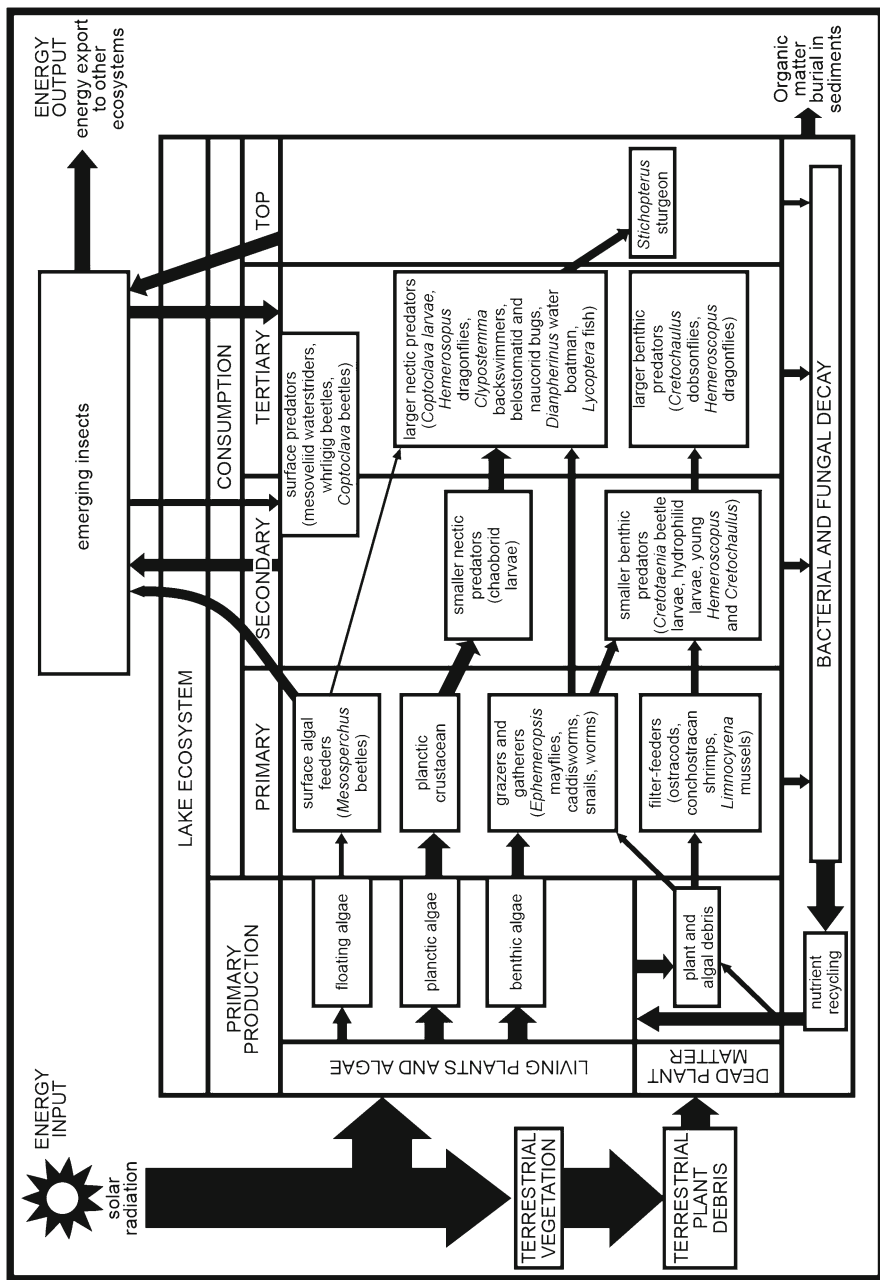 ENERGY
INPUT
solar
radiation
TERRESTRIAL
VEGETATION
TERRESTRIAL
PLANT
DEBRIS
ENERGY
OUTPUT
energy export
to other
ecosystems
emerging insects
LAKE ECOSYSTEM
PRIMARY
PRODUCTION
CONSUMPTION
PRIMARY
SECONDARY
TERTIARY
TOP
LIVING PLANTS AND ALGAE
DEAD PLANT
MATTER
floating algae
planctic algae
benthic algae
plant and
algal debris
nutrient
recycling
surface algal
feeders
(Mesosperchus
beetles)
planctic
crustacean
grazers and
gatherers
(Ephemeropsis
mayflies,
caddisworms,
snails, worms)
filter-feeders
(ostracods,
conchostracan
shrimps,
Limnocyrena
mussels)
smaller nectic
predators
(chaoborid
larvae)
smaller benthic
predators
(Cretotaenia beetle
larvae, hydrophilid
larvae, young
Hemeroscopus
and Cretochaulus)
surface predators
(mesoveliid waterstriders,
whrligig beetles,
Coptoclava beetles)
larger nectic predators
(Coptoclava larvae,
Hemerosopus
dragonflies,
Clypostemma
backswimmers,
belostomatid and
naucorid bugs,
Dianpherinus water
boatman,
Lycoptera fish)
larger benthic
predators
(Cretochaulus
dobsonflies,
Hemeroscopus
dragonflies)
Stichopterus
sturgeon
BACTERIAL AND FUNGAL DECAY
Organic
matter
burial in
sediments